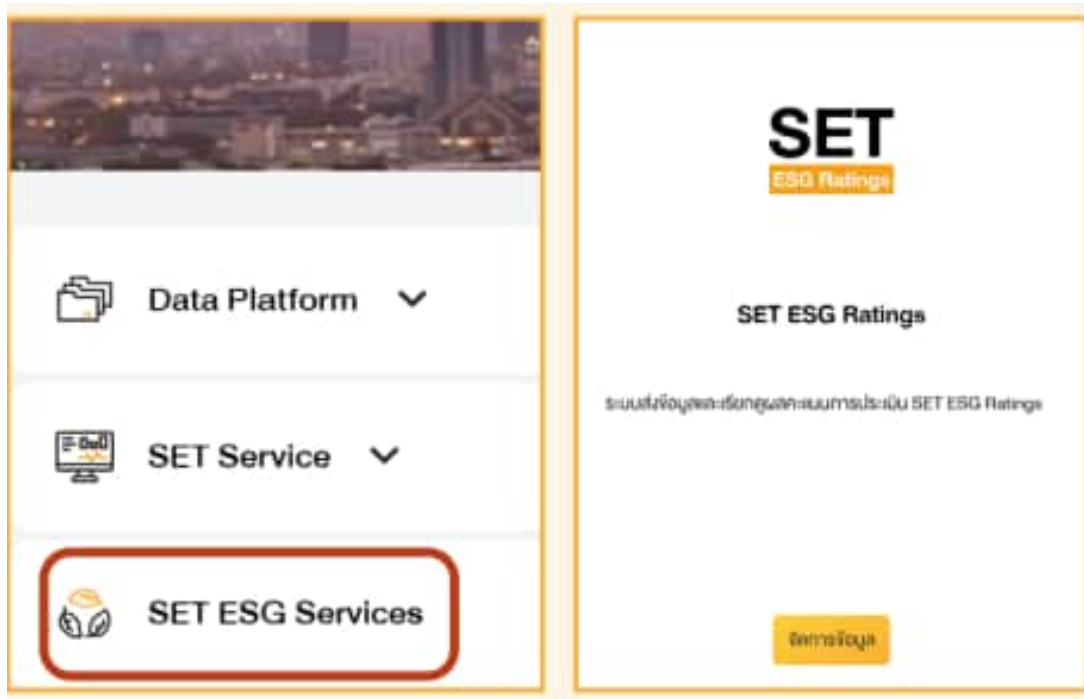 Data Platform
SET Service
SET ESG Services
SET
ESG Ratings
SET ESG Ratings
ระบบส่งข้อมูลและเรียกดูผลคะแนนการประเมิน SET ESG Ratings
จัดการข้อมูล